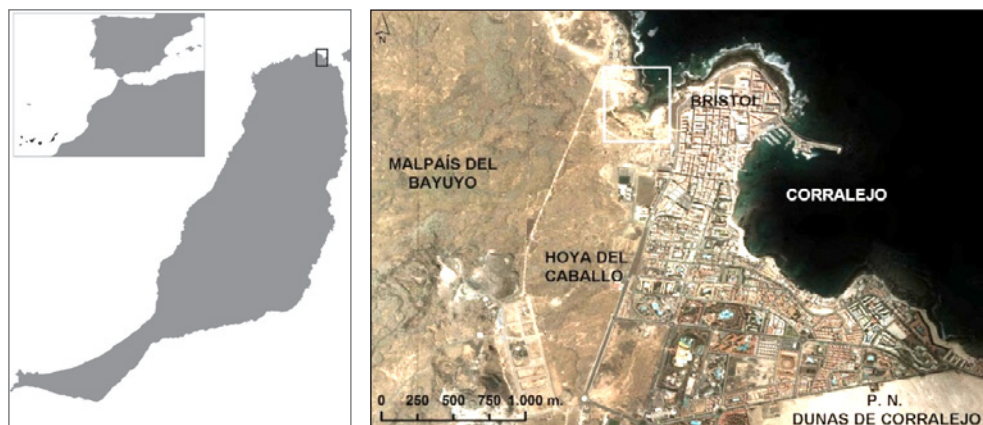 N
BRISTOL
MALPAÍS DEL
BAYUYO
CORRALEJO
HOYA DEL
CABALLO
0 250 500 750 1.000 m.
P. N.
DUNAS DE CORRALEJO